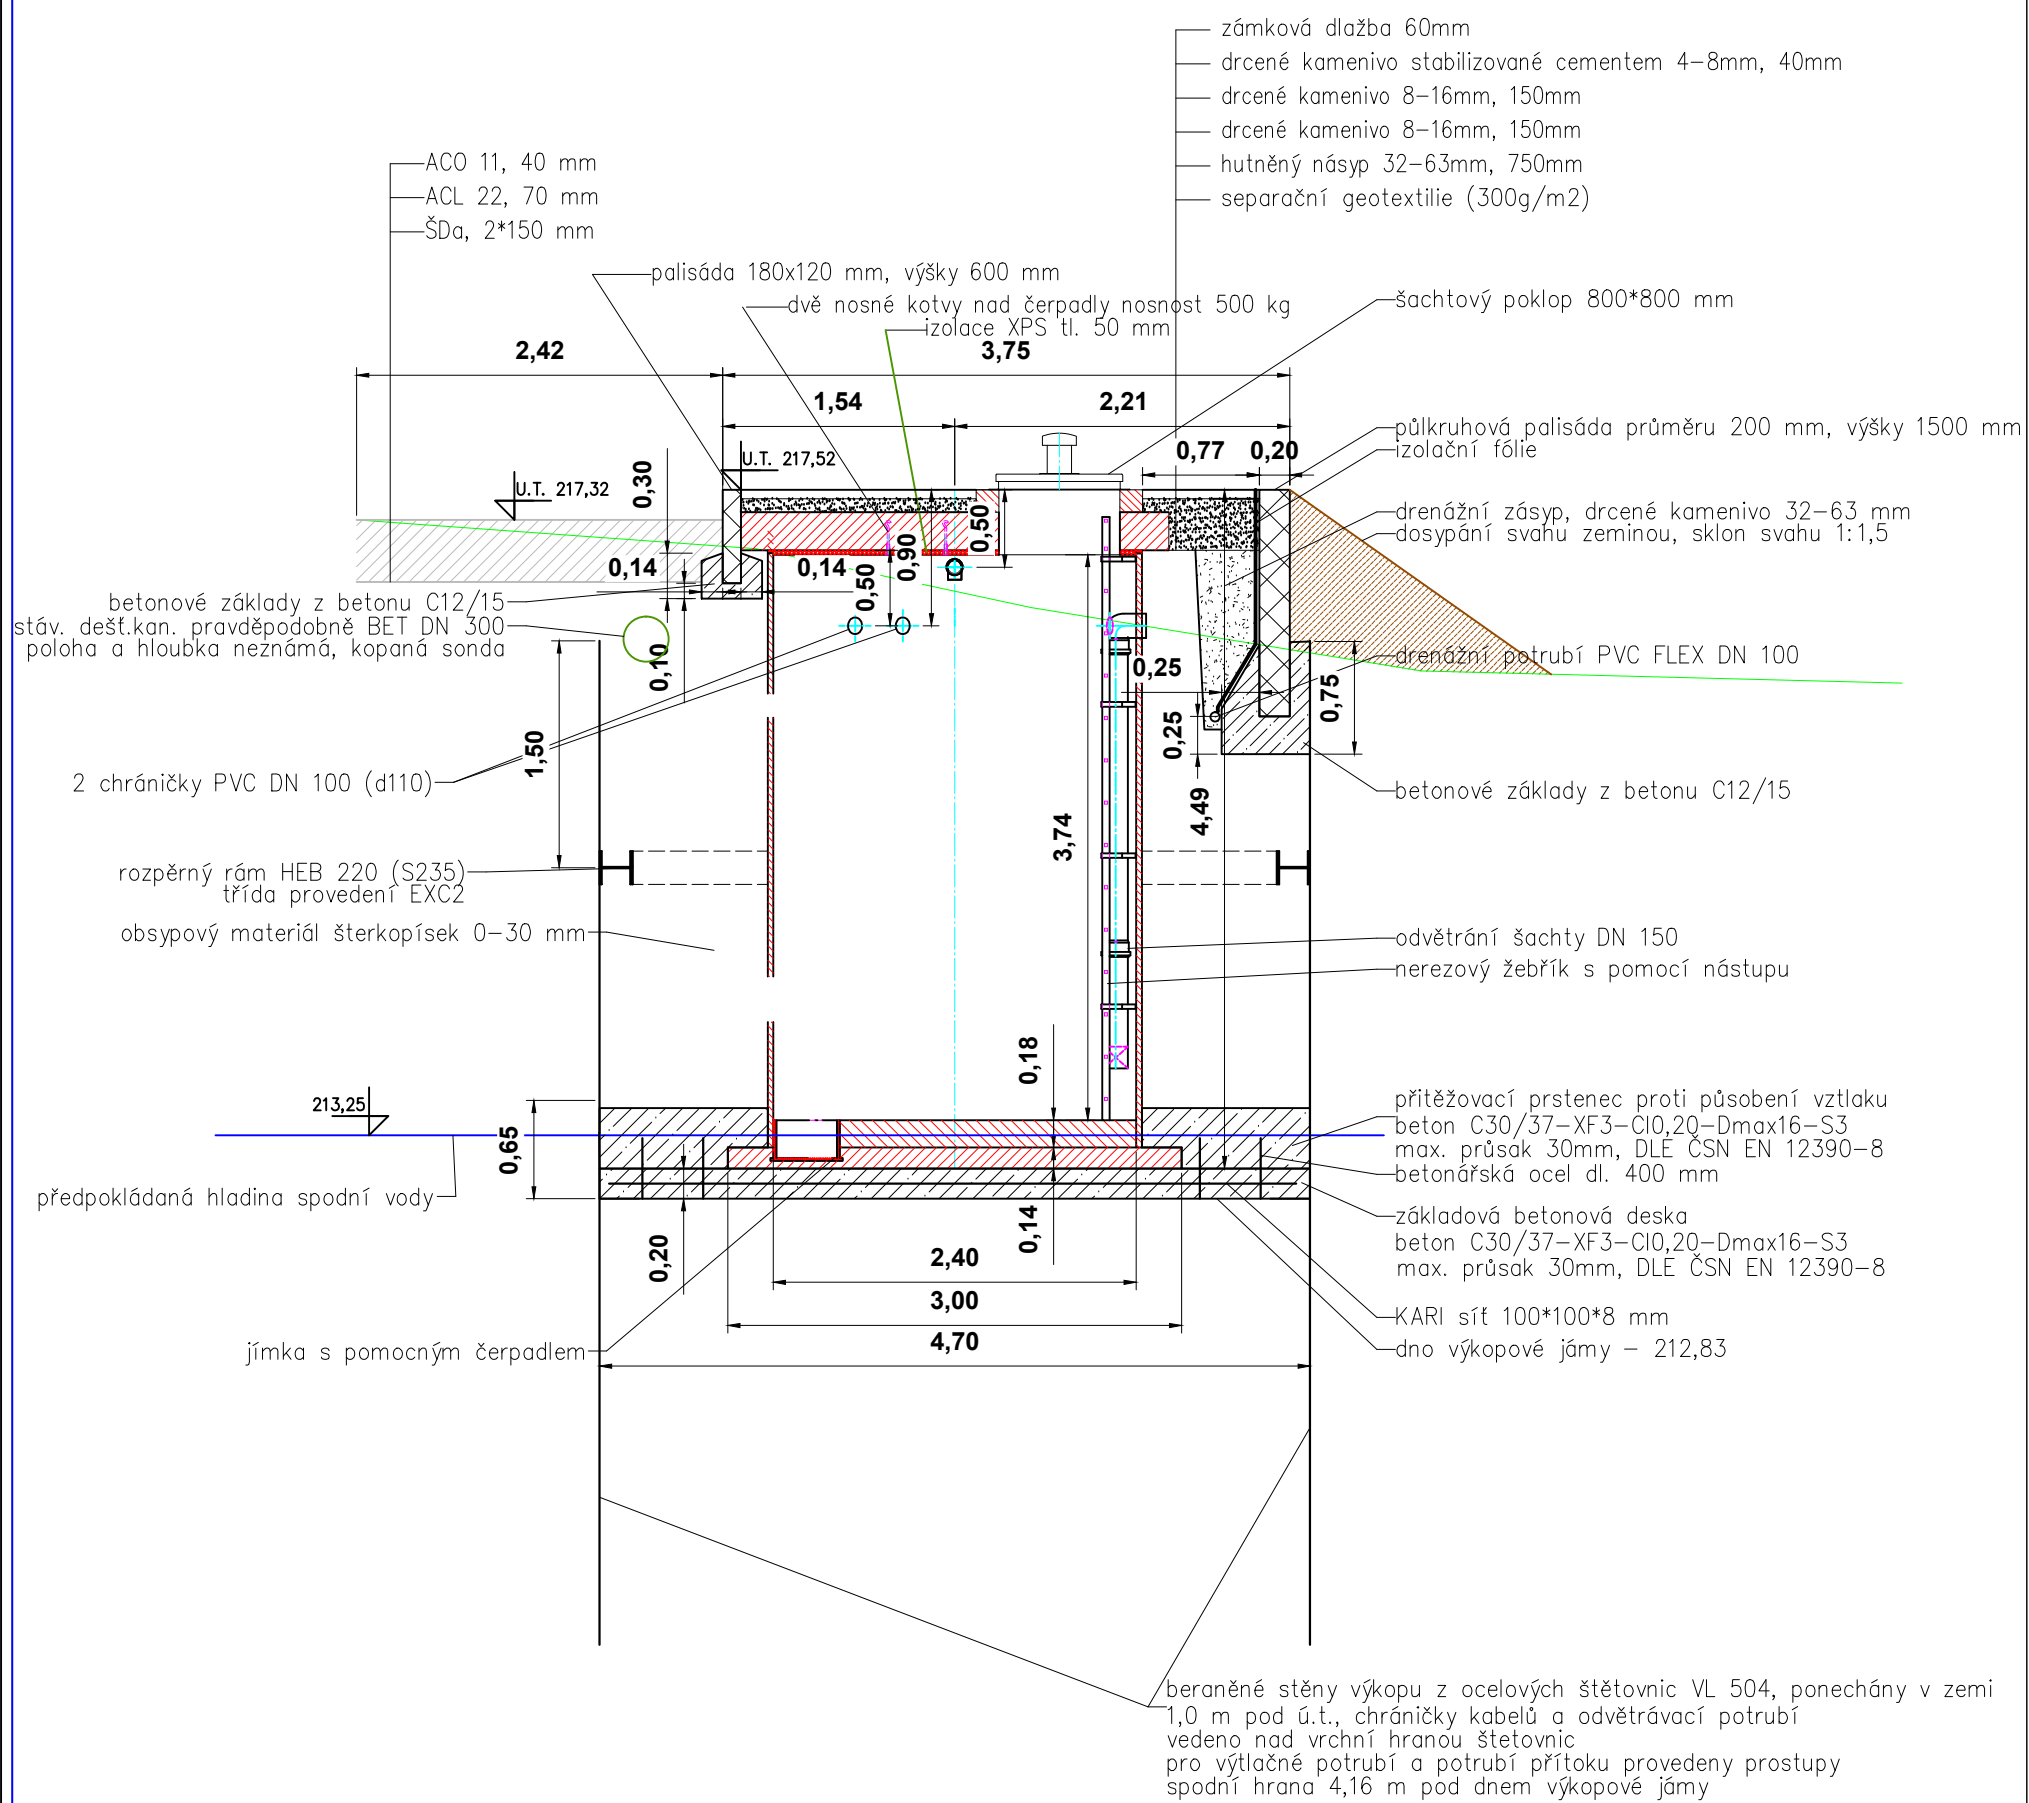 zámková dlažba 60mm
drcené kamenivo stabilizované cementem 4-8mm, 40mm
drcené kamenivo 8-16mm, 150mm
drcené kamenivo 8-16mm, 150mm
hutněný násyp 32-63mm, 750mm
separační geotextilie (300g/m2)
ACO 11, 40 mm
ACL 22, 70 mm
ŠDa, 2*150 mm
palisáda 180x120 mm, výšky 600 mm
dvě nosné kotvy nad čerpadly nosnost 500 kg
izolace XPS tl. 50 mm
šachtový poklop 800*800 mm
2,42
3,75
1,54
2,21
půlkruhová palisáda průměru 200 mm, výšky 1500 mm
izolační fólie
0,77
0,20
U.T. 217,52
U.T. 217,32
0,30
0,50
0,90
drenážní zásyp, drcené kamenivo 32-63 mm
dosypání svahu zeminou, sklon svahu 1:1,5
0,14
0,14
0,50
betonové základy z betonu C12/15
stáv. dešť.kan. pravděpodobně BET DN 300
poloha a hloubka neznámá, kopaná sonda
0,10
0,25
drenážní potrubí PVC FLEX DN 100
0,75
0,25
1,50
2 chráničky PVC DN 100 (d110)
betonové základy z betonu C12/15
4,49
3,74
rozpěrný rám HEB 220 (S235)
třída provedení EXC2
obsypový materiál šterkopísek 0-30 mm
odvětrání šachty DN 150
nerezový žebřík s pomocí nástupu
0,18
213,25
0,65
přitěžovací prstenec proti působení vztlaku
beton C30/37-XF3-Cl0,20-Dmax16-S3
max. průsak 30mm, DLE ČSN EN 12390-8
betonářská ocel dl. 400 mm
předpokládaná hladina spodní vody
základová betonová deska
beton C30/37-XF3-Cl0,20-Dmax16-S3
max. průsak 30mm, DLE ČSN EN 12390-8
0,14
0,20
2,40
3,00
4,70
KARI síť 100*100*8 mm
dno výkopové jámy - 212,83
jímka s pomocným čerpadlem
beraněné stěny výkopu z ocelových štětovnic VL 504, ponechány v zemi
1,0 m pod ú.t., chráničky kabelů a odvětrávací potrubí
vedeno nad vrchní hranou štetovnic
pro výtlačné potrubí a potrubí přítoku provedeny prostupy
spodní hrana 4,16 m pod dnem výkopové jámy